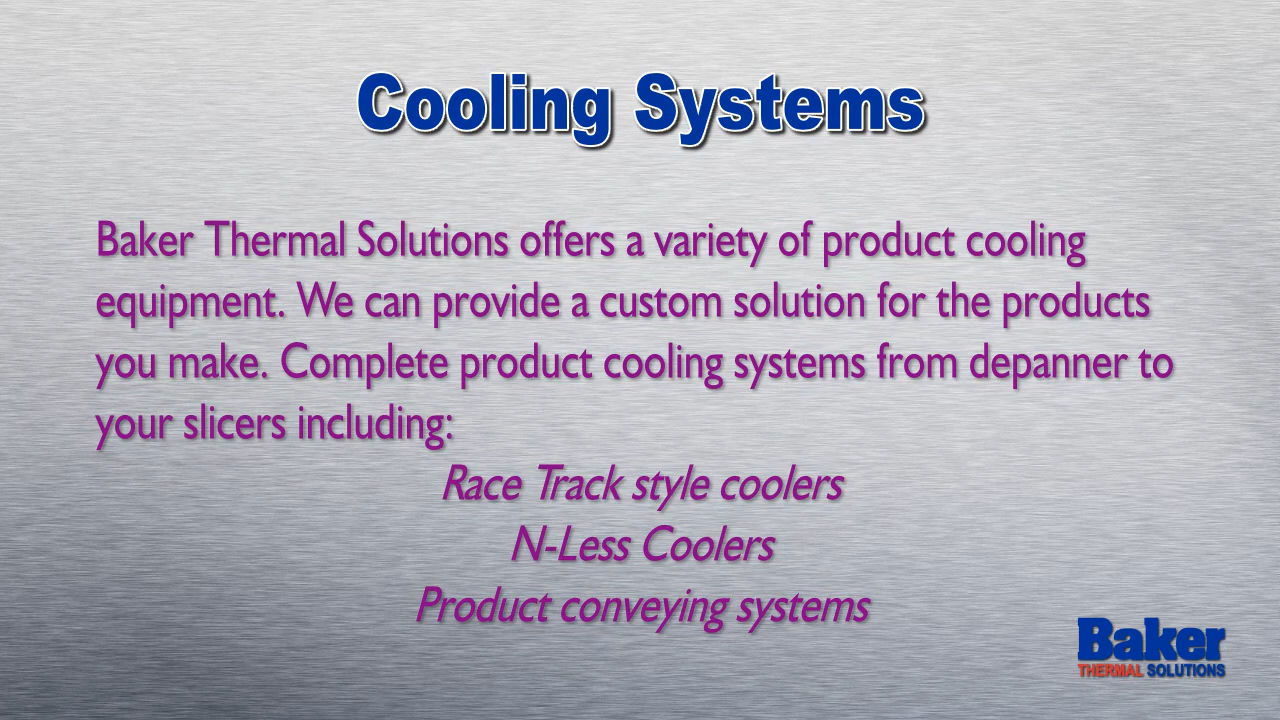 Cooling Systems
Baker Thermal Solutions offers a variety of product cooling
equipment. We can provide a custom solution for the products
you make. Complete product cooling systems from depanner to
your slicers including:
Race Track style coolers
N-Less Coolers
Product conveying systems
Baker
THERMAL SOLUTIONS